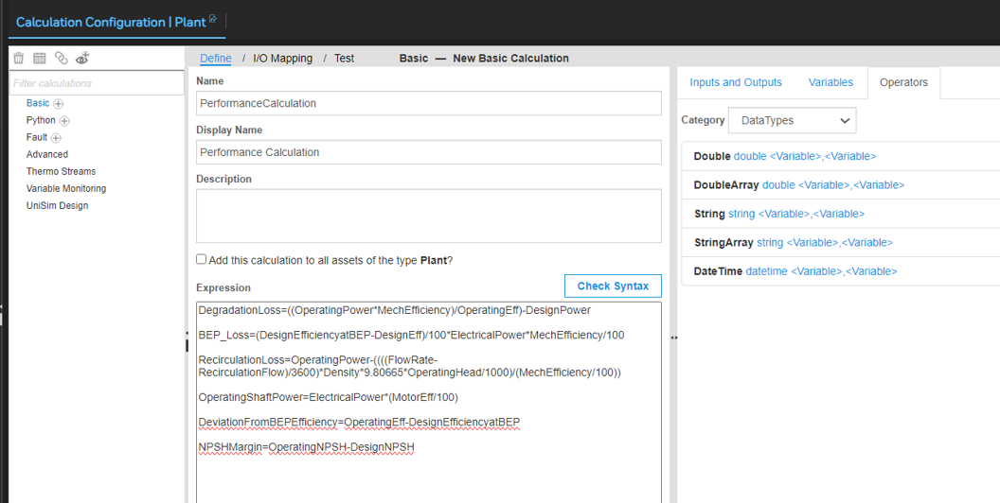 Calculation Configuration | Plant
Filter calculations
Basic
Python
Fault
Advanced
Thermo Streams
Variable Monitoring
UniSim Design
Define / I/O Mapping / Test Basic — New Basic Calculation
Name
PerformanceCalculation
Display Name
Performance Calculation
Description
Add this calculation to all assets of the type Plant?
Expression
Check Syntax
DegradationLoss=((OperatingPower*MechEfficiency)/OperatingEff)-DesignPower
BEP_Loss=(DesignEfficiencyatBEP-DesignEff)/100*ElectricalPower*MechEfficiency/100
RecirculationLoss=OperatingPower-((((FlowRate-
RecirculationFlow)/3600)*Density*9.80665*OperatingHead/1000)/(MechEfficiency/100))
OperatingShaftPower=ElectricalPower*(MotorEff/100)
DeviationFromBEPEfficiency=OperatingEff-DesignEfficiencyatBEP
NPSHMargin=OperatingNPSH-DesignNPSH
Inputs and Outputs Variables Operators
Category DataTypes
Double double <Variable>,<Variable>
DoubleArray double <Variable>,<Variable>
String string <Variable>,<Variable>
StringArray string <Variable>,<Variable>
DateTime datetime <Variable>,<Variable>